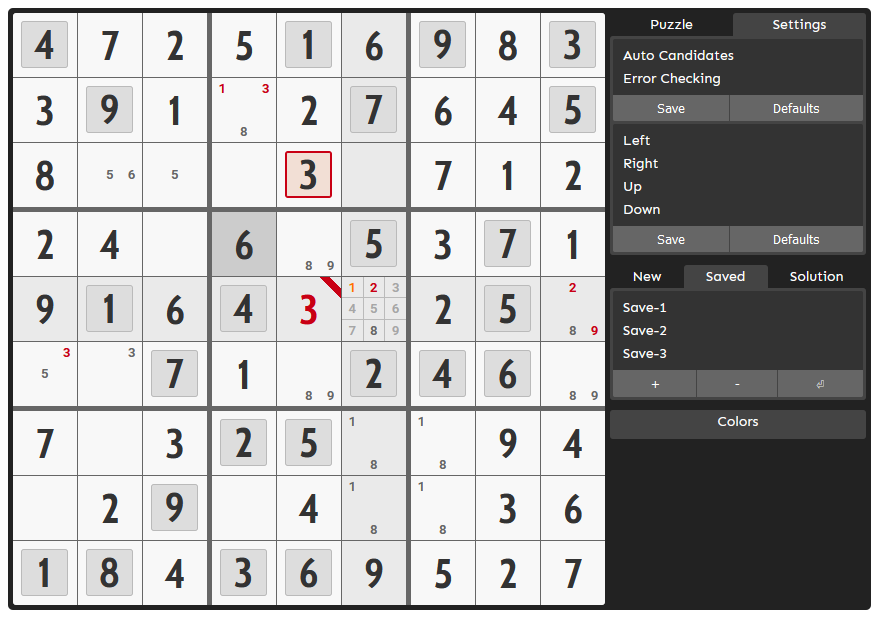 4 7 2 5 1 6 9 8 3
1 3
3 9 1 2 7 6 4 5
8
8 5 6 5 3 7 1 2
2 4 6 5 3 7 1
8 9
1 2 3 2
9 1 6 4 3 4 5 6 2 5
7 8 9 8 9
3 3
5 7 1 2 4 6
8 9 8 9
1 1
7 3 2 5 9 4
8 8
1 1
2 9 4 3 6
8 8
1 8 4 3 6 9 5 2 7
Puzzle Settings
Auto Candidates
Error Checking
Save Defaults
Left
Right
Up
Down
Save Defaults
New Saved Solution
Save-1
Save-2
Save-3
+ - ⏎
Colors